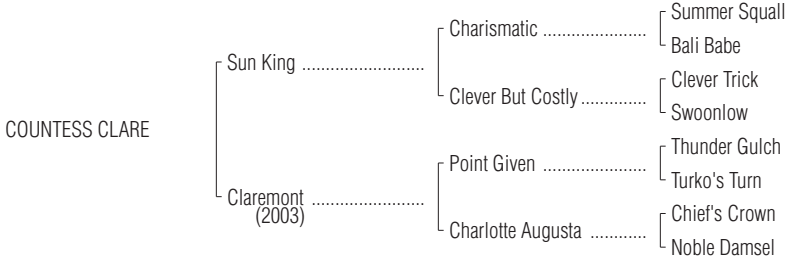 Summer Squall
Charismatic ......................
Bali Babe
Sun King ..........................
Clever Trick
Clever But Costly ..............
Swoonlow
COUNTESS CLARE
Thunder Gulch
Point Given ......................
Turko's Turn
Claremont ........................
(2003)
Chief's Crown
Charlotte Augusta ............
Noble Damsel